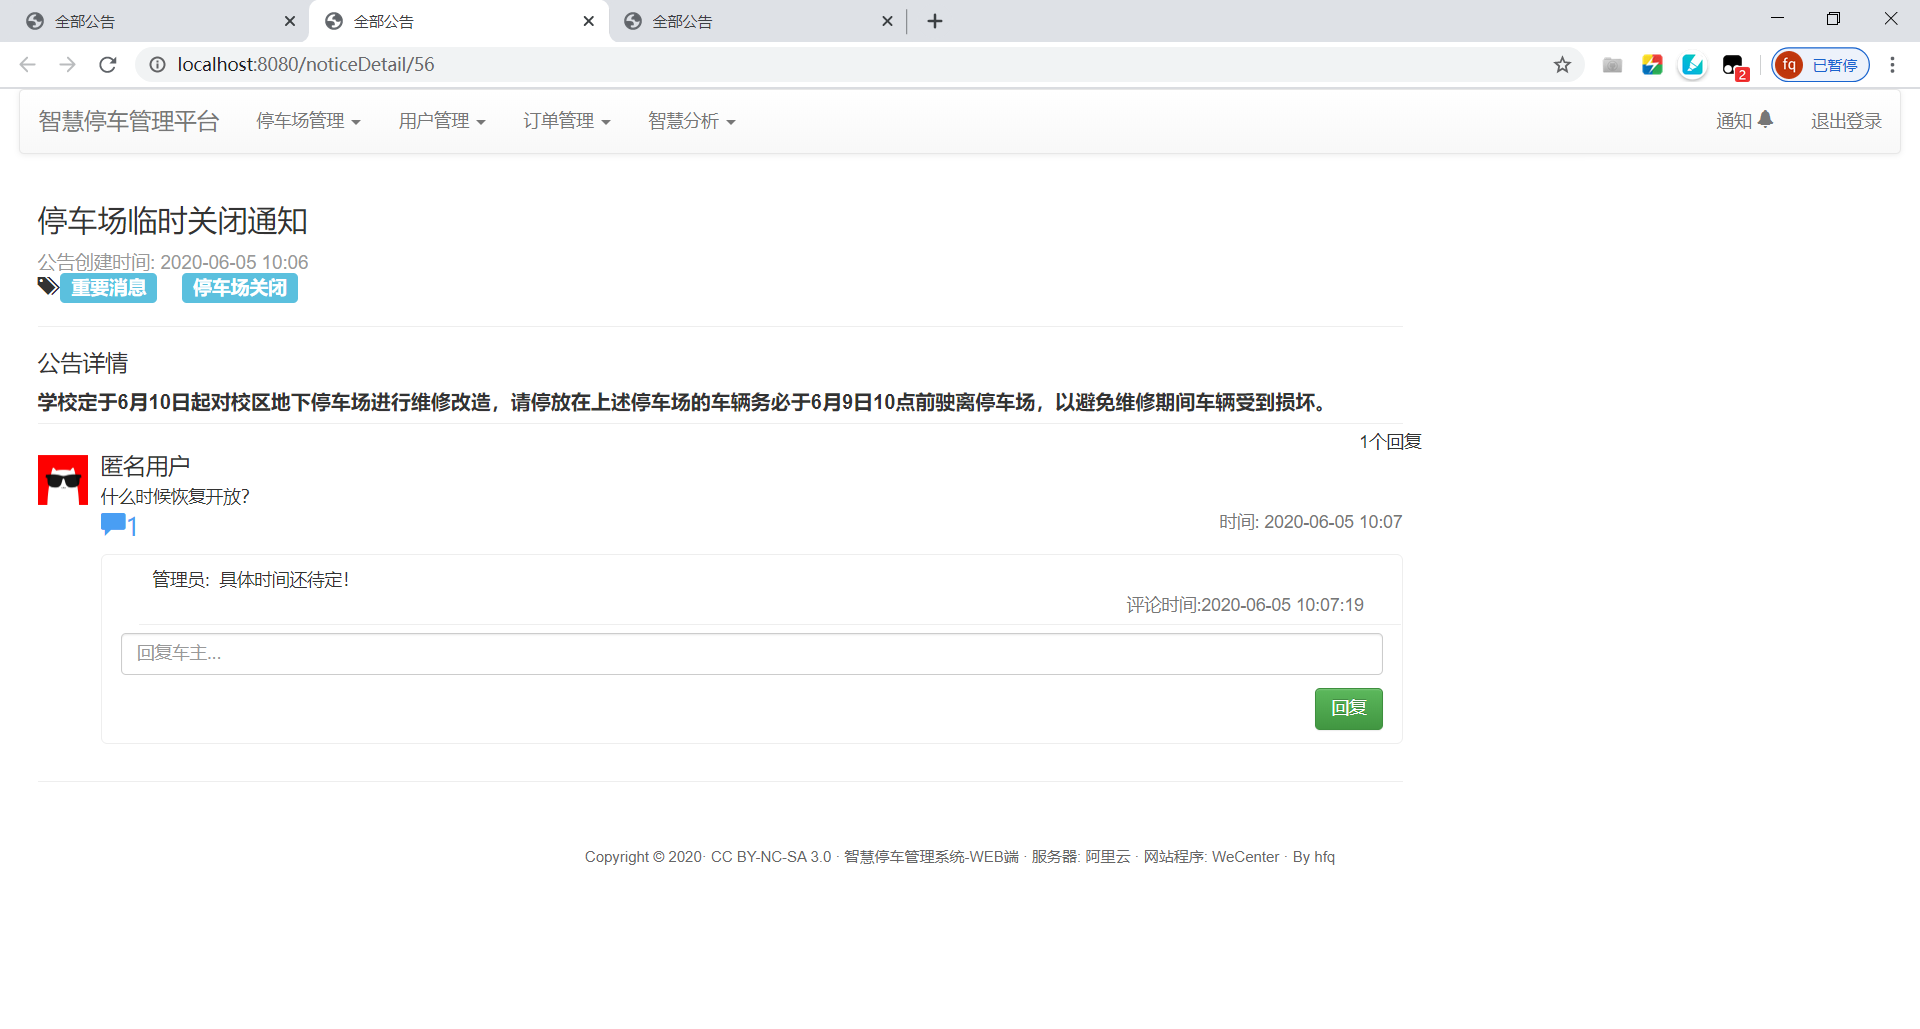 全部公告
全部公告
全部公告
localhost:8080/noticeDetail/56
2
fq 已暂停
智慧停车管理平台 停车场管理 用户管理 订单管理 智慧分析 通知 退出登录
停车场临时关闭通知
公告创建时间: 2020-06-05 10:06
重要消息 停车场关闭
公告详情
学校定于6月10日起对校区地下停车场进行维修改造，请停放在上述停车场的车辆务必于6月9日10点前驶离停车场，以避免维修期间车辆受到损坏。
1个回复
匿名用户
什么时候恢复开放?
1
时间: 2020-06-05 10:07
管理员: 具体时间还待定!
评论时间:2020-06-05 10:07:19
回复车主...
回复
Copyright © 2020· CC BY-NC-SA 3.0 · 智慧停车管理系统-WEB端 · 服务器: 阿里云 · 网站程序: WeCenter · By hfq